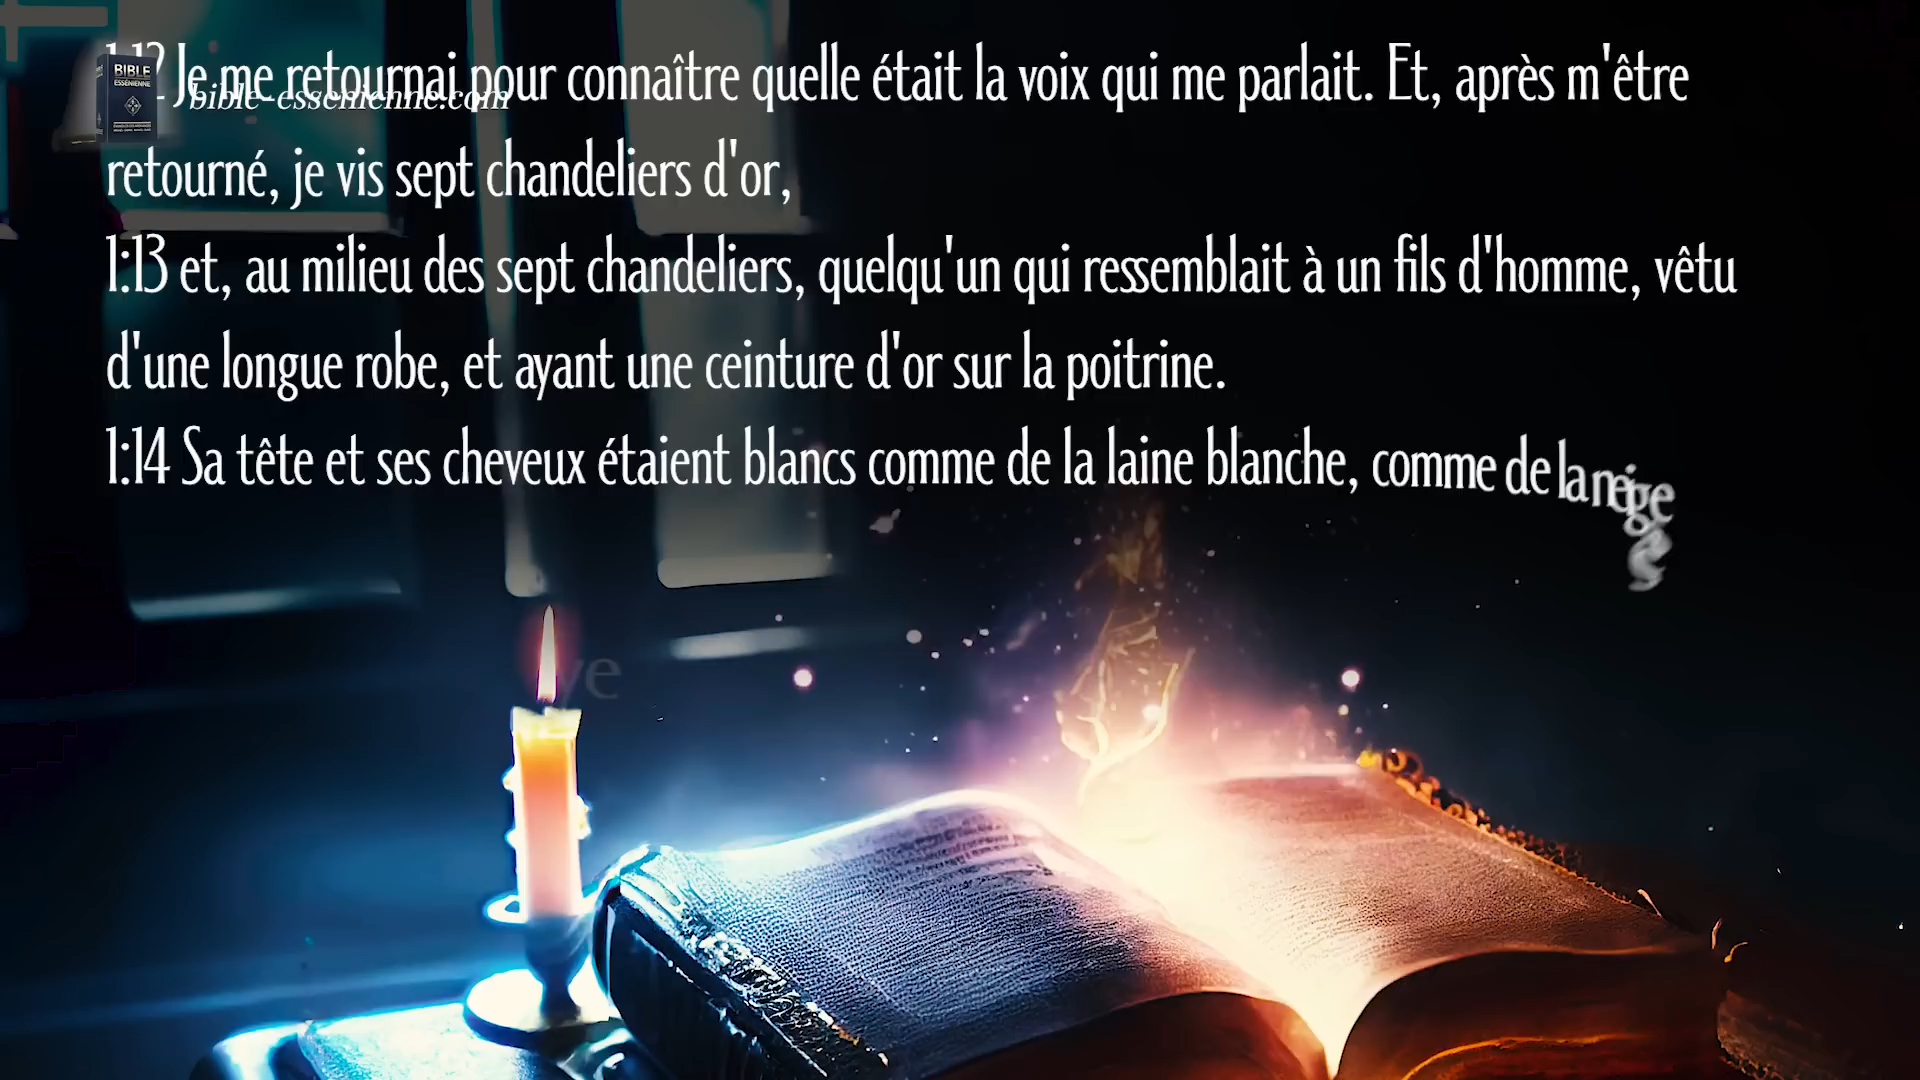 1:12 Je me retournai pour connaître quelle était la voix qui me parlait. Et, après m'être
BIBLE
ESSÉNIENNE
bible-essenienne.com
retourné, je vis sept chandeliers d'or,
1:13 et, au milieu des sept chandeliers, quelqu'un qui ressemblait à un fils d'homme, vêtu
d'une longue robe, et ayant une ceinture d'or sur la poitrine.
1:14 Sa tête et ses cheveux étaient blancs comme de la laine blanche, comme de la neige